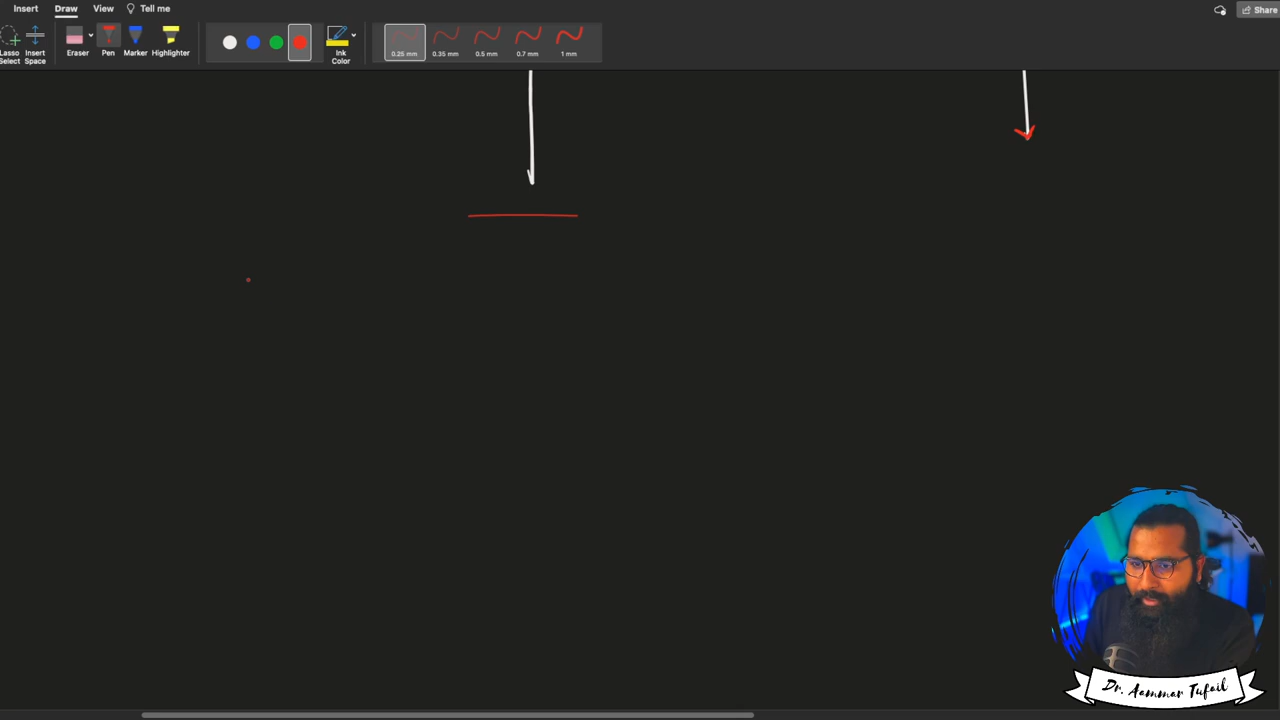 Insert Draw View Tell me
Share
Lasso Select
Insert Space
Eraser
Pen
Marker
Highlighter
Ink Color
0.25 mm
0.35 mm
0.5 mm
0.7 mm
1 mm
Dr. Aammar Tufail